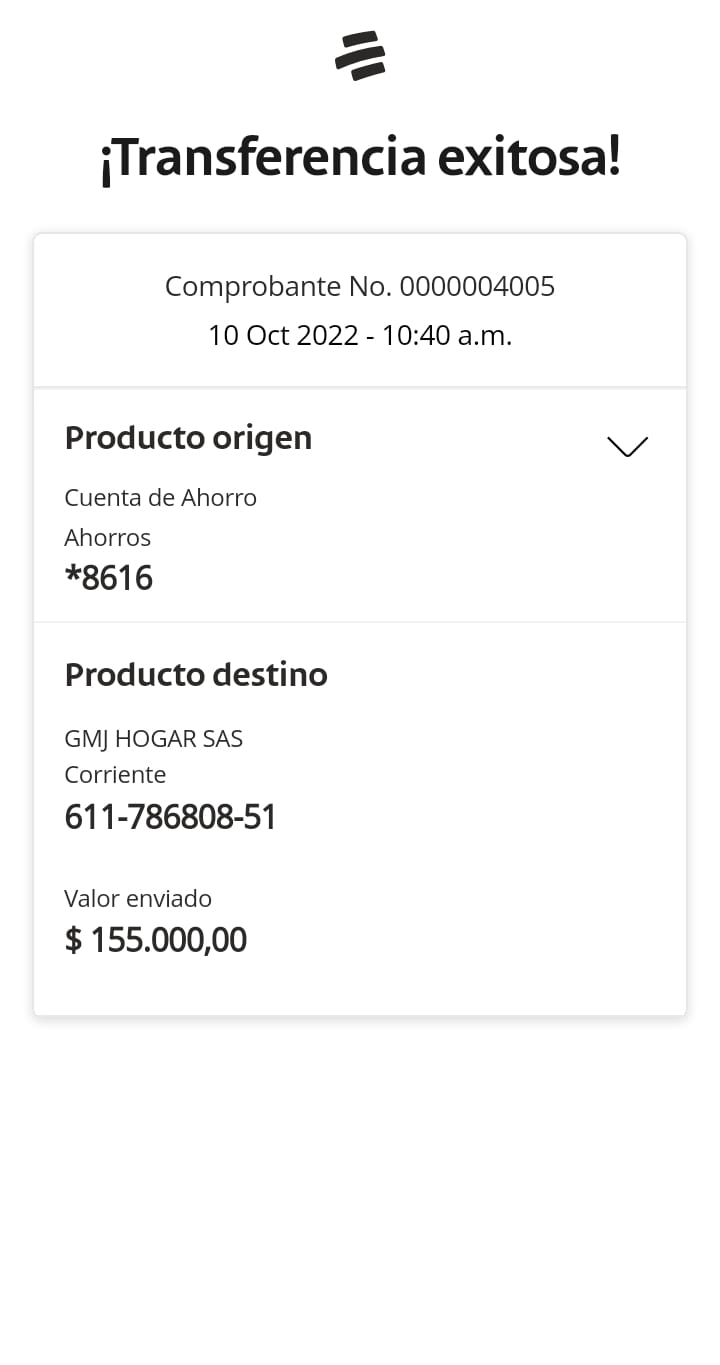 ¡Transferencia exitosa!
Comprobante No. 0000004005
10 Oct 2022 - 10:40 a.m.
Producto origen
Cuenta de Ahorro
Ahorros
*8616
Producto destino
GMJ HOGAR SAS
Corriente
611-786808-51
Valor enviado
$ 155.000,00